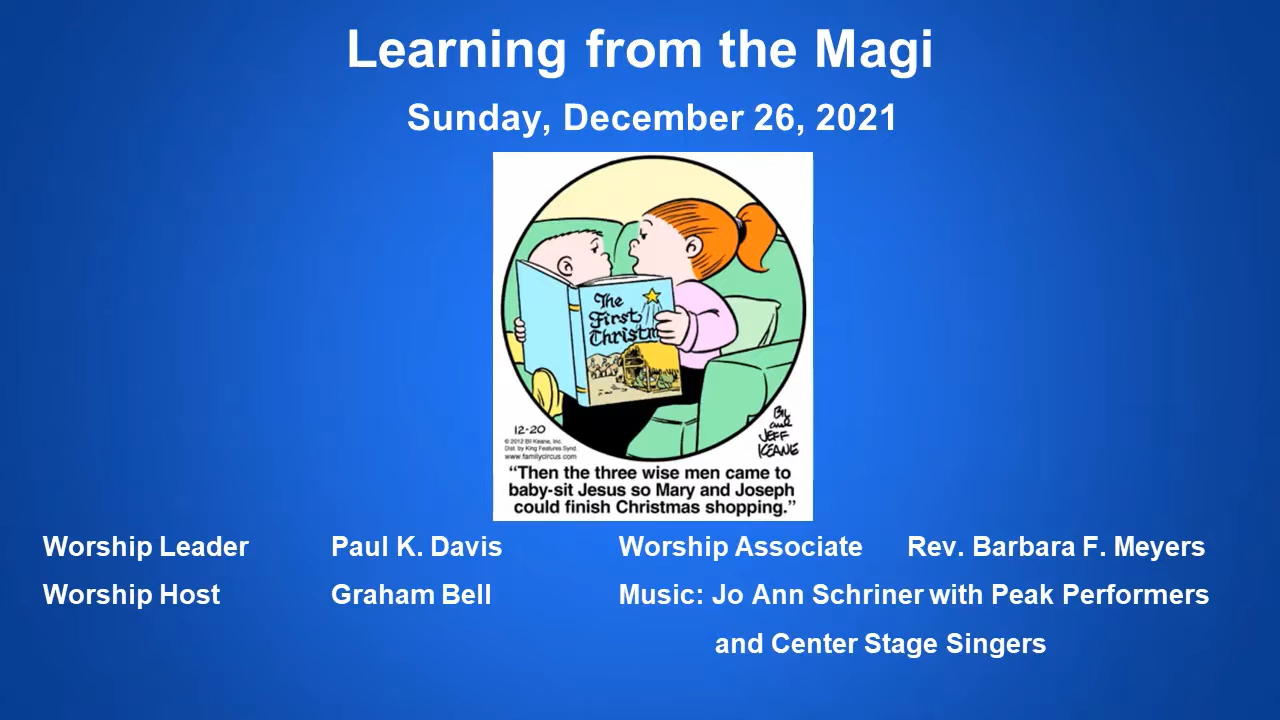 Learning from the Magi
Sunday, December 26, 2021
The
First
Christm
12-20
© 2012 Bil Keane, Inc.
Dist. by King Features Synd.
www.familycircus.com
BIL
and
JEFF
KEANE
“Then the three wise men came to
baby-sit Jesus so Mary and Joseph
could finish Christmas shopping.”
Worship Leader Paul K. Davis Worship Associate Rev. Barbara F. Meyers
Worship Host Graham Bell Music: Jo Ann Schriner with Peak Performers
and Center Stage Singers